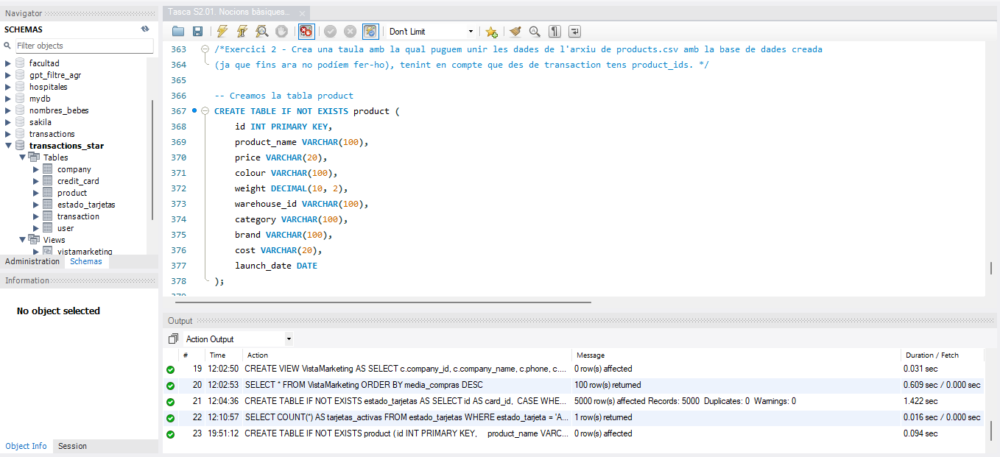 Navigator
SCHEMAS
Filter objects
facultad
gpt_filtre_agr
hospitales
mydb
nombres_bebes
sakila
transactions
transactions_star
Tables
company
credit_card
product
estado_tarjetas
transaction
user
Views
vistamarketing
Administration Schemas
Information
No object selected
Object Info Session
Tasca S2.01. Nocions bàsiques...
Don't Limit
363 /*Exercici 2 - Crea una taula amb la qual puguem unir les dades de l'arxiu de products.csv amb la base de dades creada
364 (ja que fins ara no podíem fer-ho), tenint en compte que des de transaction tens product_ids. */
365
366 -- Creamos la tabla product
367 CREATE TABLE IF NOT EXISTS product (
368 id INT PRIMARY KEY,
369 product_name VARCHAR(100),
370 price VARCHAR(20),
371 colour VARCHAR(100),
372 weight DECIMAL(10, 2),
373 warehouse_id VARCHAR(100),
374 category VARCHAR(100),
375 brand VARCHAR(100),
376 cost VARCHAR(20),
377 launch_date DATE
378 );
379
Output
Action Output
# Time Action Message Duration / Fetch
19 12:02:50 CREATE VIEW VistaMarketing AS SELECT c.company_id, c.company_name, c.phone, c.... 0 row(s) affected 0.031 sec
20 12:02:53 SELECT * FROM VistaMarketing ORDER BY media_compras DESC 100 row(s) returned 0.609 sec / 0.000 sec
21 12:04:36 CREATE TABLE IF NOT EXISTS estado_tarjetas AS SELECT id AS card_id, CASE WHE... 5000 row(s) affected Records: 5000 Duplicates: 0 Warnings: 0 1.422 sec
22 12:10:57 SELECT COUNT(*) AS tarjetas_activas FROM estado_tarjetas WHERE estado_tarjeta = 'A... 1 row(s) returned 0.016 sec / 0.000 sec
23 19:51:12 CREATE TABLE IF NOT EXISTS product ( id INT PRIMARY KEY, product_name VARC... 0 row(s) affected 0.094 sec